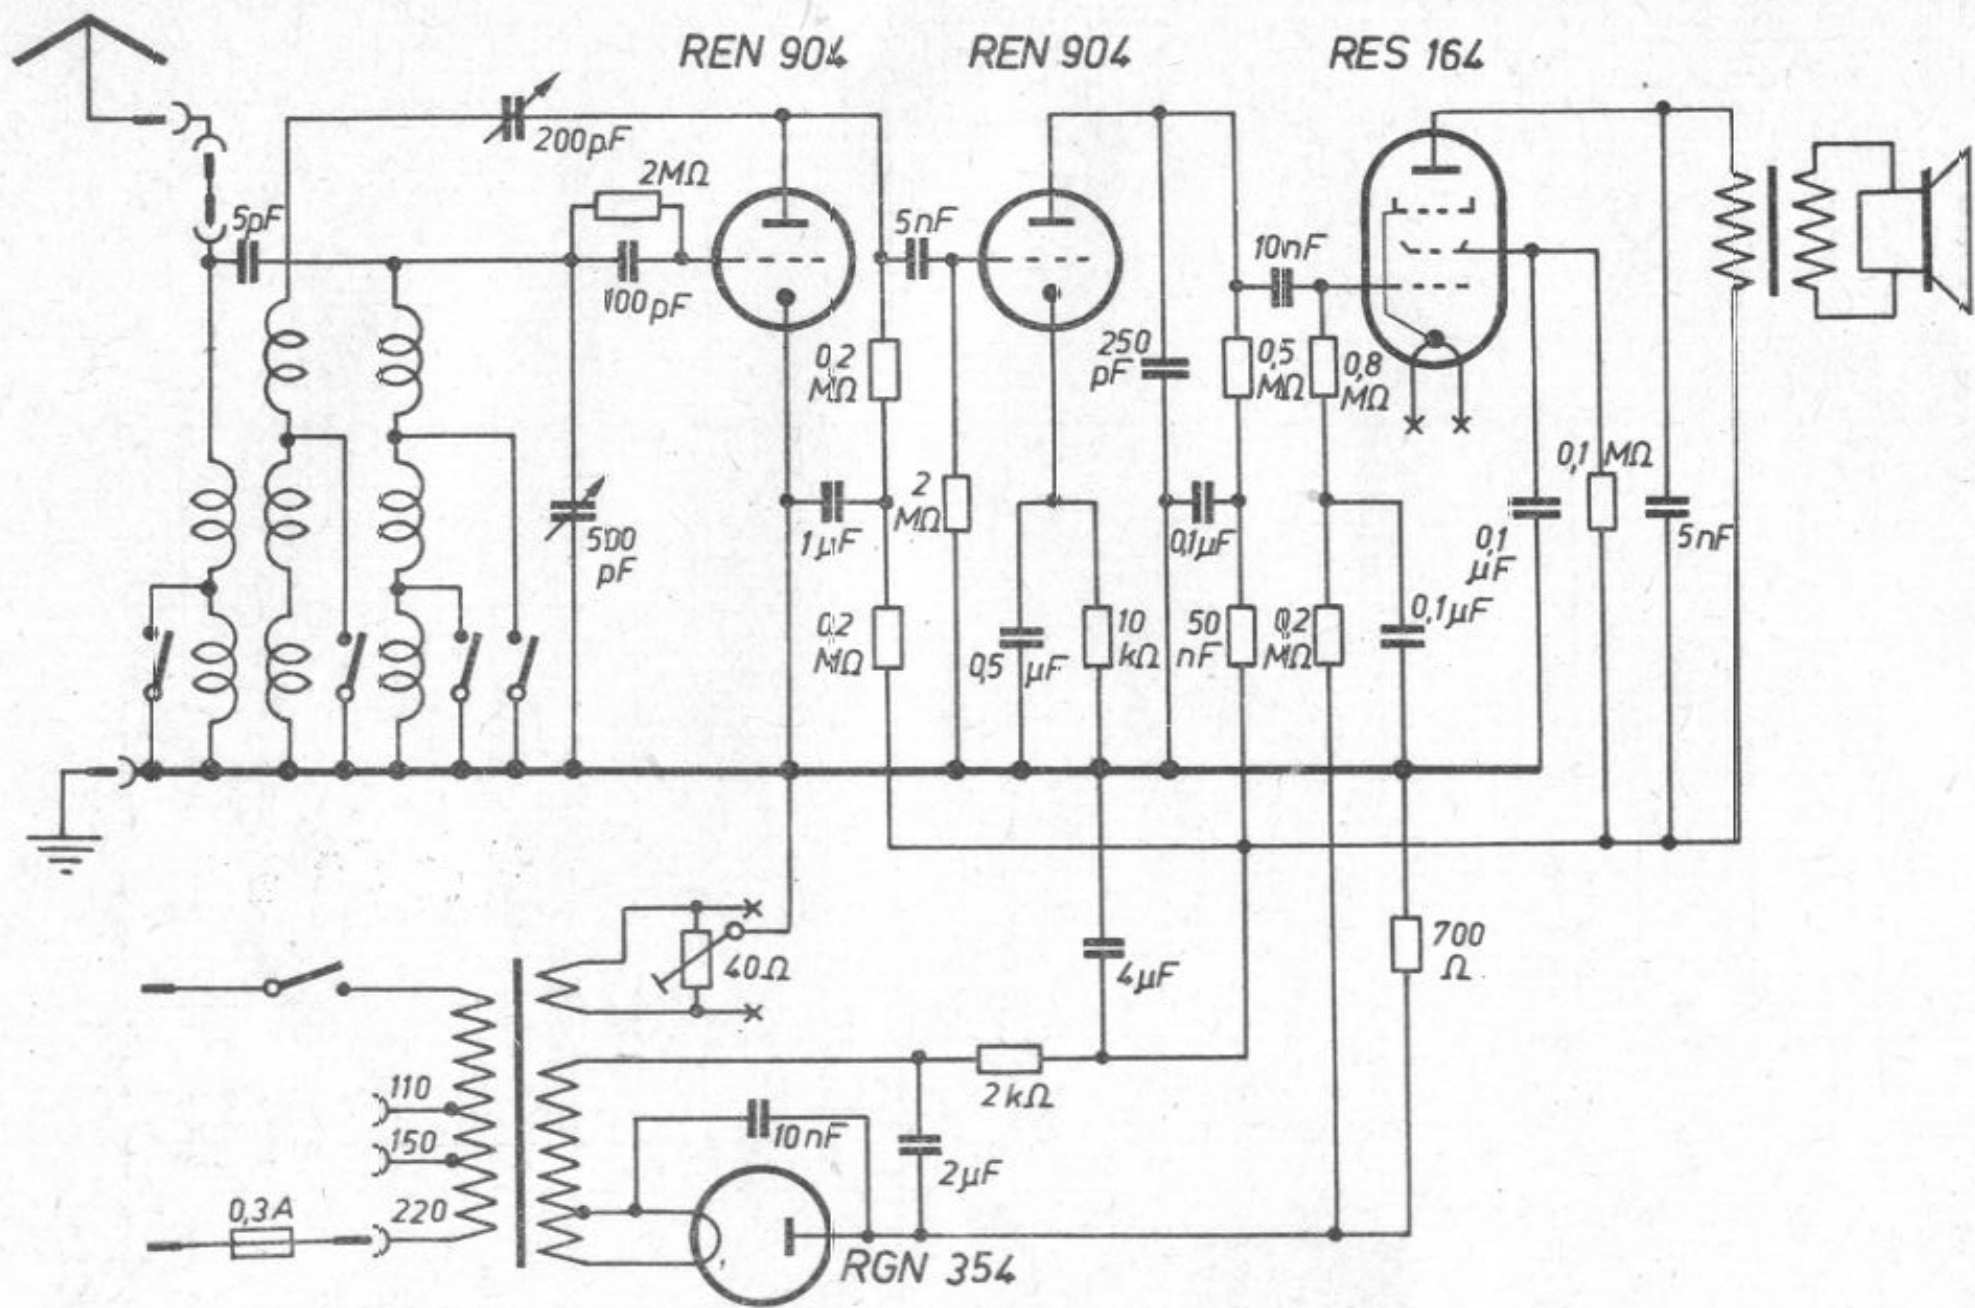 REN 904
REN 904
RES 164
200pF
2MΩ
5pF
5nF
10nF
100pF
0,2
MΩ
250
pF
0,5
MΩ
0,8
MΩ
0,1 MΩ
2
MΩ
500
pF
1µF
0,1µF
0,1
µF
5nF
0,2
MΩ
0,5 µF
10
kΩ
50
nF
0,2
MΩ
0,1µF
40Ω
4µF
700
Ω
110
150
220
0,3A
2kΩ
10nF
2µF
RGN 354